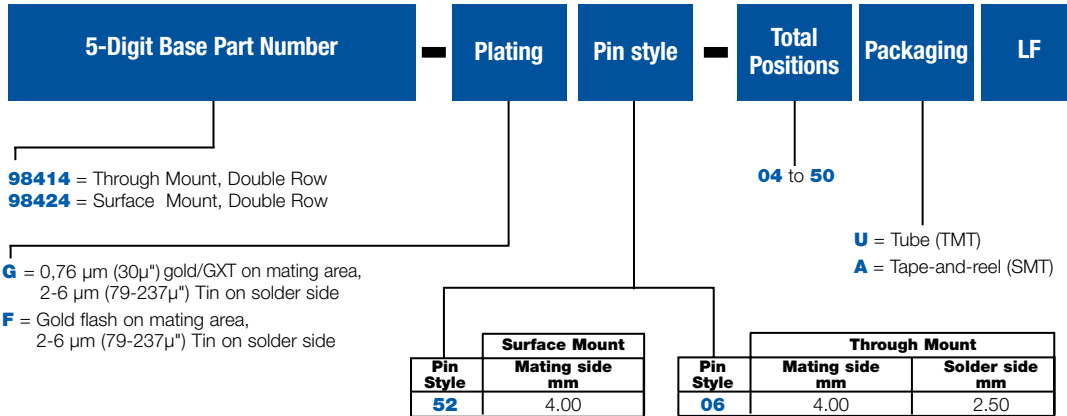 5-Digit Base Part Number - Plating Pin style - Total Positions Packaging LF
98414 = Through Mount, Double Row
98424 = Surface Mount, Double Row
04 to 50
U = Tube (TMT)
A = Tape-and-reel (SMT)
G = 0,76 µm (30µ") gold/GXT on mating area,
2-6 µm (79-237µ") Tin on solder side
F = Gold flash on mating area,
2-6 µm (79-237µ") Tin on solder side
Surface Mount
Pin Style Mating side mm
52 4.00
Through Mount
Pin Style Mating side mm Solder side mm
06 4.00 2.50